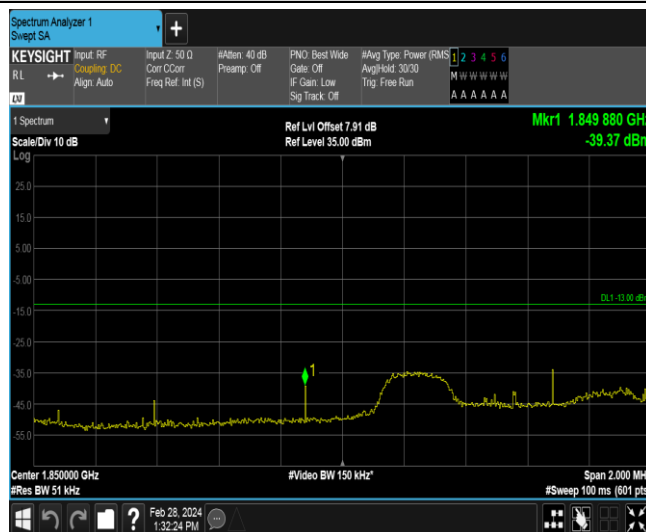 Spectrum Analyzer 1
Swept SA
+
KEYSIGHT
RL
LXI
Input: RF
Coupling: DC
Align: Auto
Input Z: 50 Ω
Corr CCorr
Freq Ref: Int (S)
#Atten: 40 dB
Preamp: Off
PNO: Best Wide
Gate: Off
IF Gain: Low
Sig Track: Off
#Avg Type: Power (RMS
Avg|Hold: 30/30
Trig: Free Run
1 2 3 4 5 6
M W W W W W
A A A A A A
1 Spectrum
Scale/Div 10 dB
Ref Lvl Offset 7.91 dB
Ref Level 35.00 dBm
Mkr1 1.849 880 GHz
-39.37 dBm
Log
25.0
15.0
5.00
-5.00
DL1 -13.00 dBm
-15.0
-25.0
-35.0
1
-45.0
-55.0
Center 1.850000 GHz
#Video BW 150 kHz*
Span 2.000 MH
#Res BW 51 kHz
#Sweep 100 ms (601 pts
?
Feb 28, 2024
1:32:24 PM